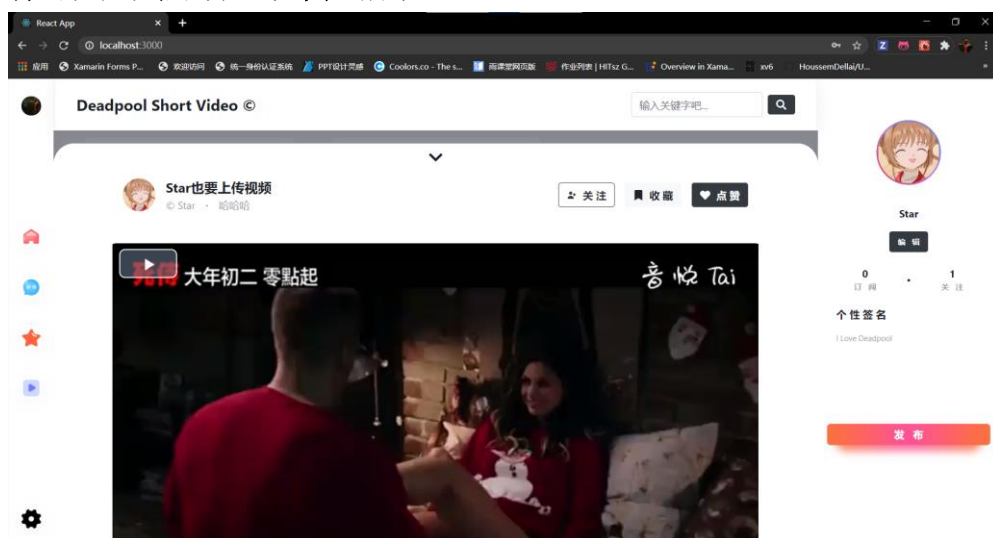 React App
localhost:3000
应用 Xamarin Forms P... 欢迎访问 统一身份认证系统 PPT设计灵感 Coolors.co - The s... 雨课堂网页版 作业列表 | HITsz G... Overview in Xama... xv6 HoussemDellai/U...
Deadpool Short Video ©
输入关键字吧...
Star也要上传视频
© Star · 哈哈哈
关注 收藏 点赞
大年初二 零點起
音悦 Tai
Star
编辑
0 · 1
订阅 关注
个性签名
I Love Deadpool
发布